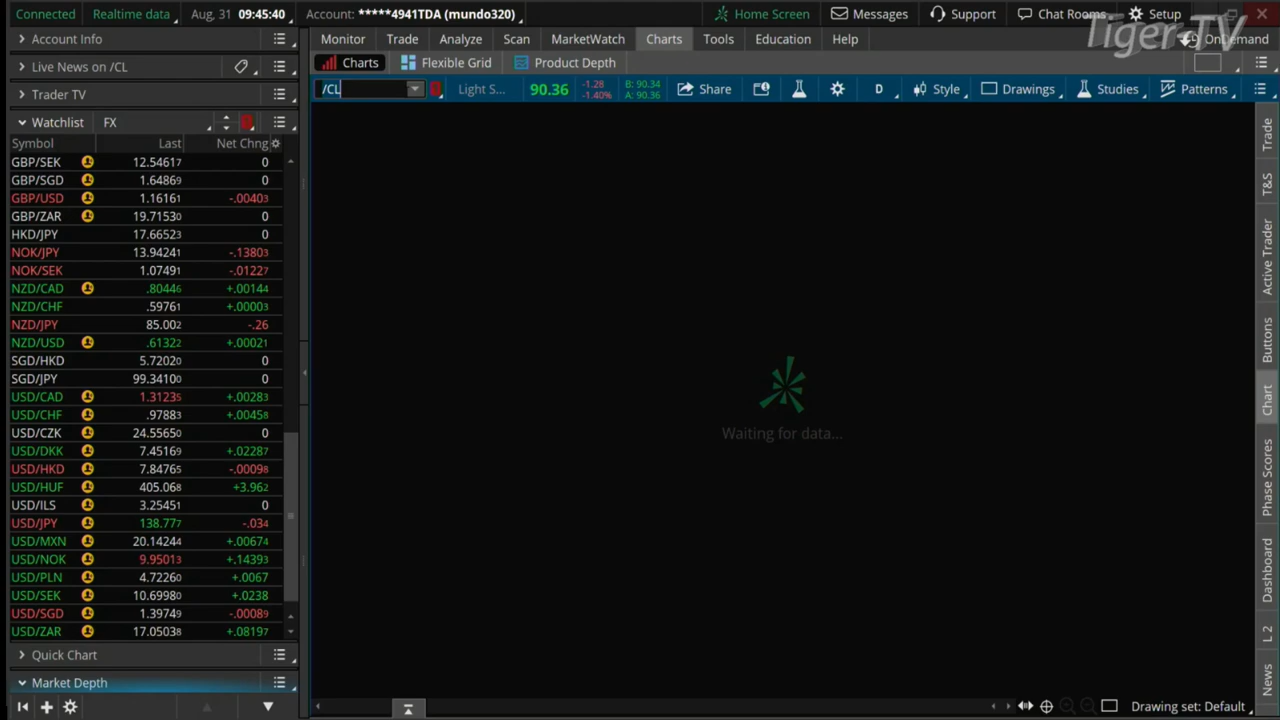 Connected Realtime data Aug. 31 09:45:40 Account: *****4941TDA (mundo320) Home Screen Messages Support Chat Rooms Setup
Tiger-TV
Account Info
Monitor Trade Analyze Scan MarketWatch Charts Tools Education Help OnDemand
Live News on /CL
Charts Flexible Grid Product Depth
Trader TV
/CL Light S... 90.36 -1.28 -1.40% B: 90.34 A: 90.36 Share D Style Drawings Studies Patterns
Watchlist FX
Symbol Last Net Chng
GBP/SEK 12.54617 0
GBP/SGD 1.64869 0
GBP/USD 1.16161 -.00403
GBP/ZAR 19.71530 0
HKD/JPY 17.66523 0
NOK/JPY 13.94241 -.13803
NOK/SEK 1.07491 -.01227
NZD/CAD .80446 +.00144
NZD/CHF .59761 +.00003
NZD/JPY 85.002 -.26
NZD/USD .61322 +.00021
SGD/HKD 5.72020 0
SGD/JPY 99.34100 0
USD/CAD 1.31235 +.00283
USD/CHF .97883 +.00458
USD/CZK 24.55650 0
USD/DKK 7.45169 +.02287
USD/HKD 7.84765 -.00098
USD/HUF 405.068 +3.962
USD/ILS 3.25451 0
USD/JPY 138.777 -.034
USD/MXN 20.14244 +.00674
USD/NOK 9.95013 +.14393
USD/PLN 4.72260 +.0067
USD/SEK 10.69980 +.0238
USD/SGD 1.39749 -.00089
USD/ZAR 17.05038 +.08197
Quick Chart
Market Depth
Waiting for data...
Trade
T&S
Active Trader
Buttons
Chart
Phase Scores
Dashboard
L 2
News
Drawing set: Default